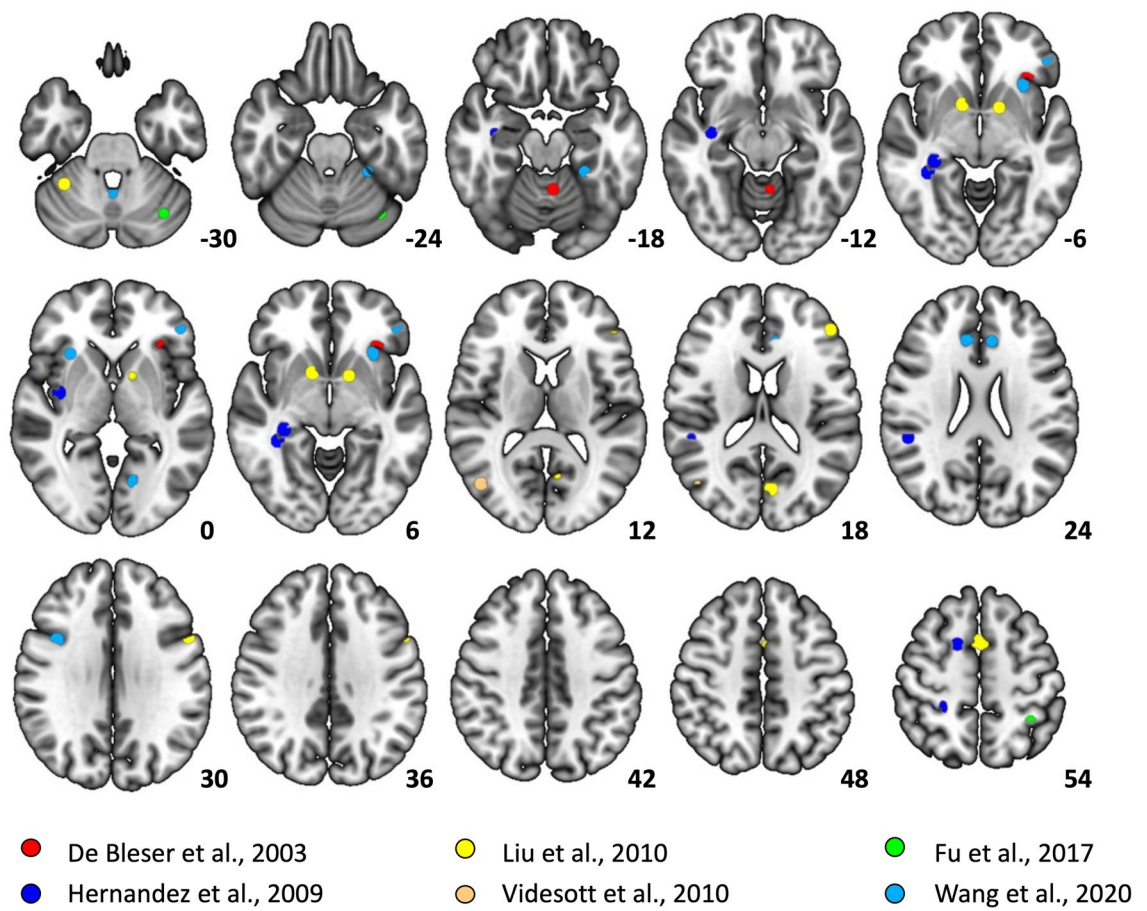 -30 -24 -18 -12 -6
0 6 12 18 24
30 36 42 48 54
De Bleser et al., 2003 Liu et al., 2010 Fu et al., 2017
Hernandez et al., 2009 Videsott et al., 2010 Wang et al., 2020